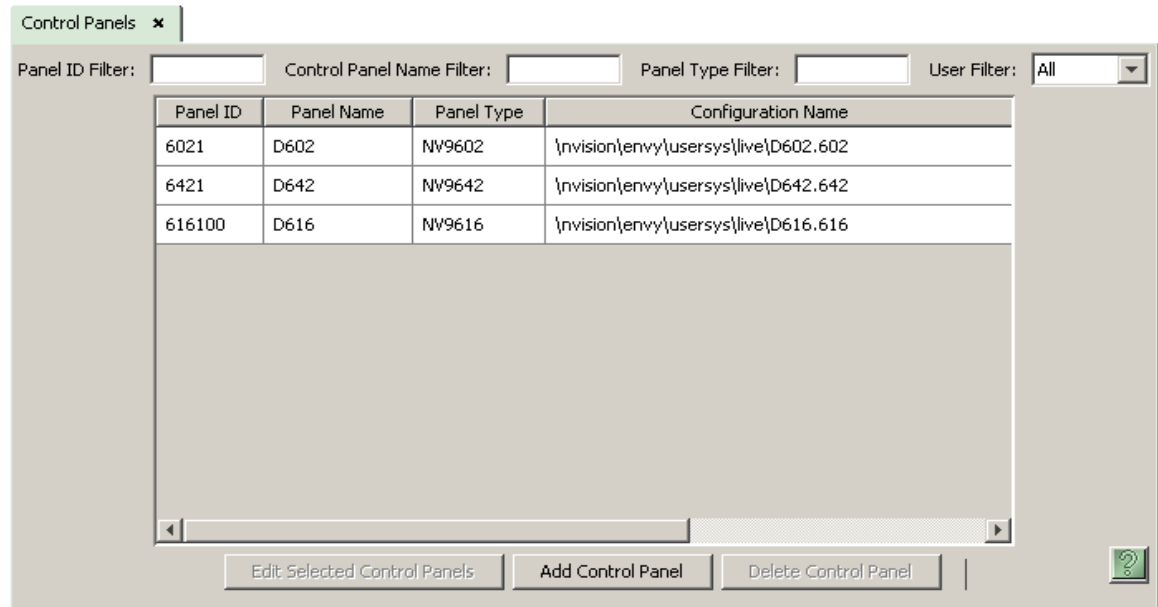 Control Panels ×
Panel ID Filter: Control Panel Name Filter: Panel Type Filter: User Filter: All
Panel ID Panel Name Panel Type Configuration Name
6021 D602 NV9602 \nvision\envy\usersys\live\D602.602
6421 D642 NV9642 \nvision\envy\usersys\live\D642.642
616100 D616 NV9616 \nvision\envy\usersys\live\D616.616
Edit Selected Control Panels Add Control Panel Delete Control Panel ?